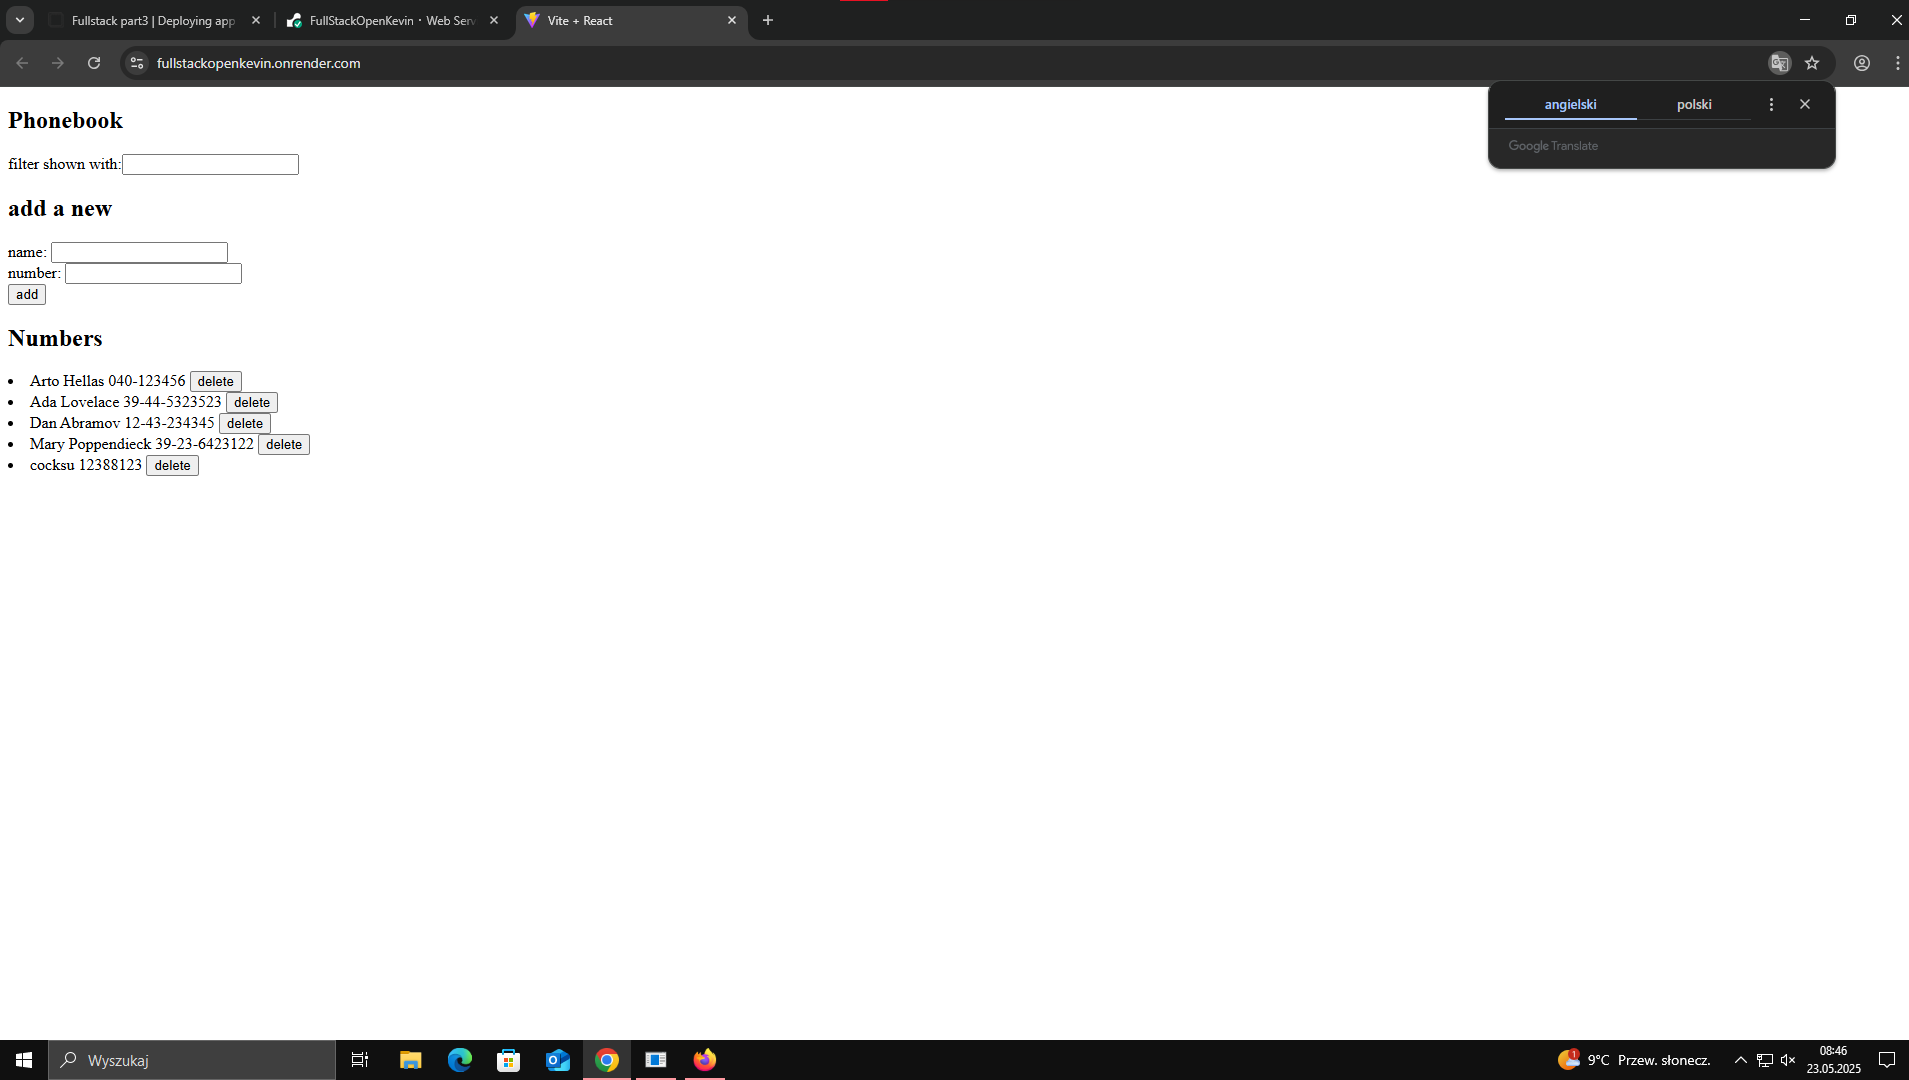 Fullstack part3 | Deploying app
FullStackOpenKevin · Web Serv
Vite + React
fullstackopenkevin.onrender.com
angielski
polski
Google Translate
Phonebook
filter shown with:
add a new
name:
number:
add
Numbers
Arto Hellas 040-123456 delete
Ada Lovelace 39-44-5323523 delete
Dan Abramov 12-43-234345 delete
Mary Poppendieck 39-23-6423122 delete
cocksu 12388123 delete
Wyszukaj
1
9°C Przew. słonecz.
08:46
23.05.2025